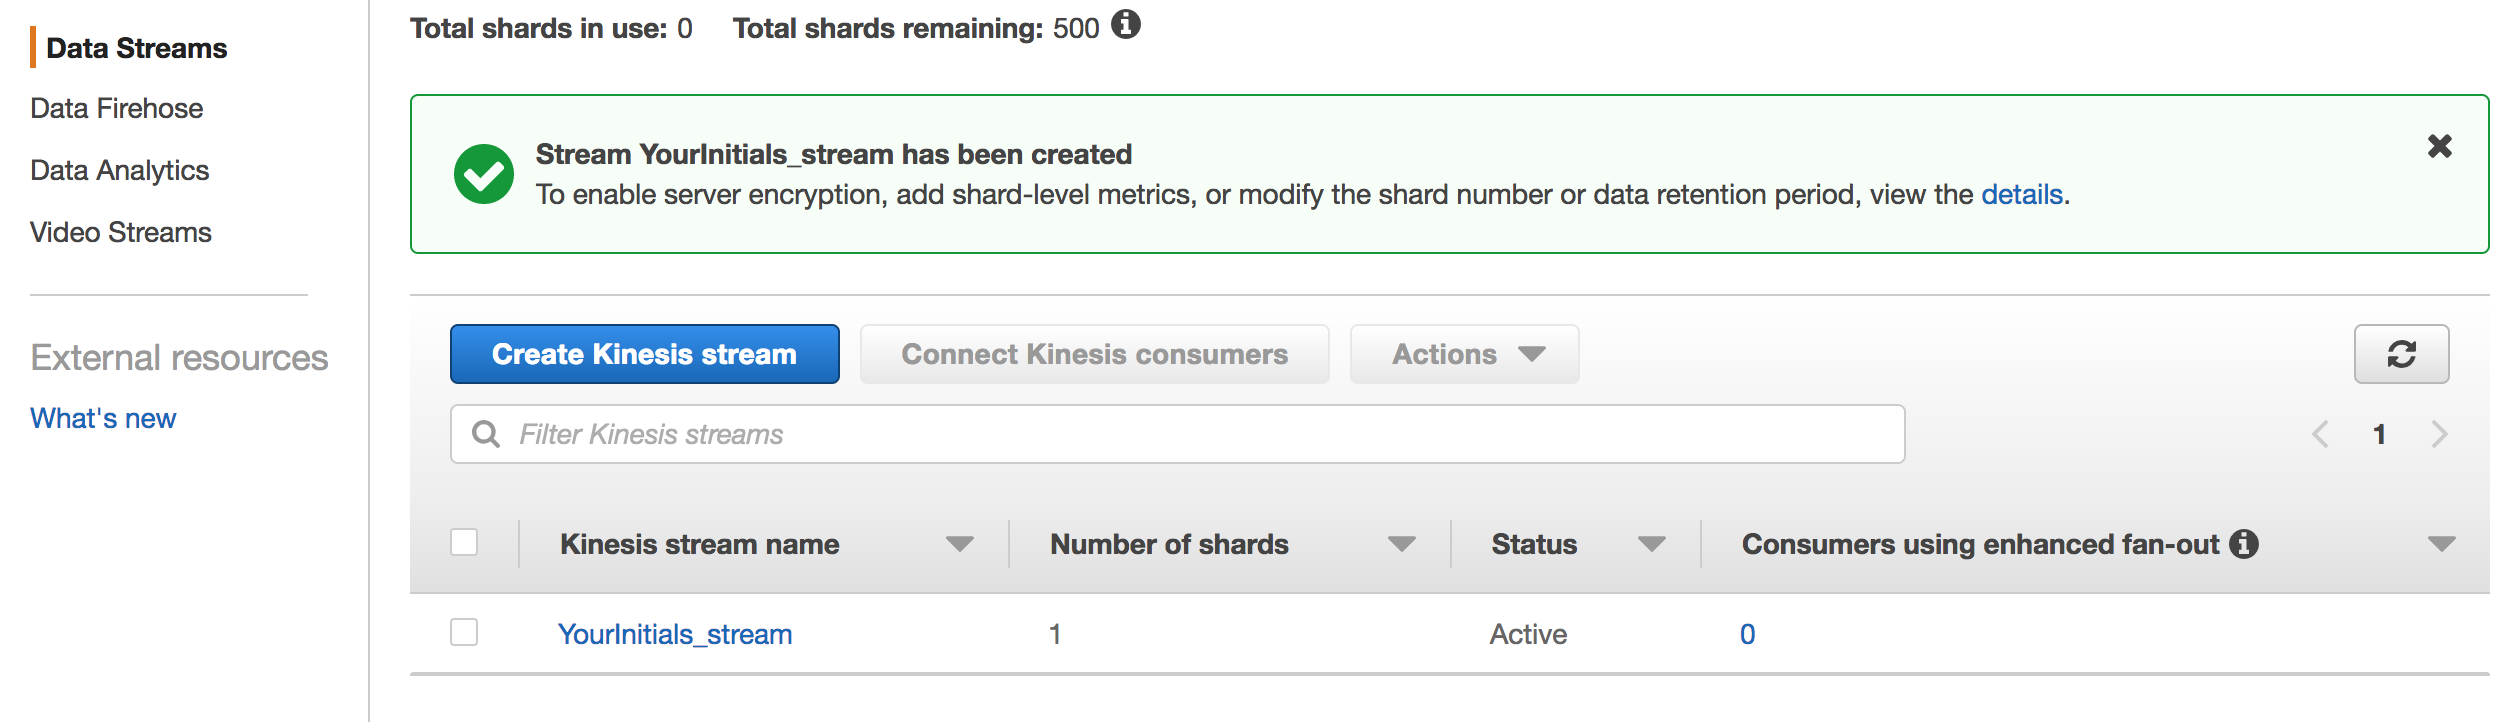 Data Streams
Data Firehose
Data Analytics
Video Streams
External resources
What's new
Total shards in use: 0 Total shards remaining: 500
Stream YourInitials_stream has been created
To enable server encryption, add shard-level metrics, or modify the shard number or data retention period, view the details.
Create Kinesis stream Connect Kinesis consumers Actions
Filter Kinesis streams 1
Kinesis stream name Number of shards Status Consumers using enhanced fan-out
YourInitials_stream 1 Active 0